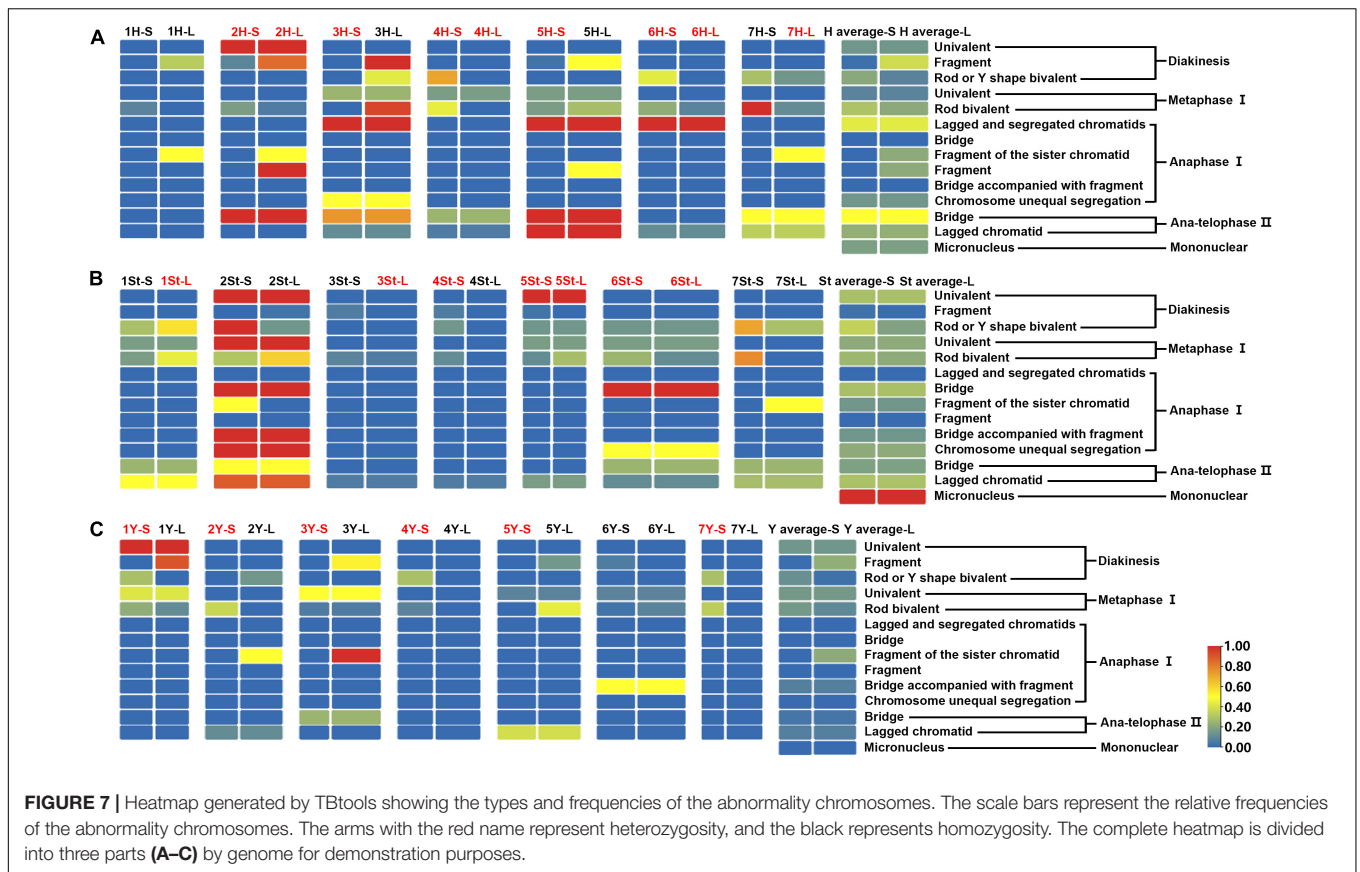 A
1H-S 1H-L 2H-S 2H-L 3H-S 3H-L 4H-S 4H-L 5H-S 5H-L 6H-S 6H-L 7H-S 7H-L H average-S H average-L
Univalent
Fragment
Diakinesis
Rod or Y shape bivalent
Univalent
Metaphase I
Rod bivalent
Lagged and segregated chromatids
Bridge
Fragment of the sister chromatid
Anaphase I
Fragment
Bridge accompanied with fragment
Chromosome unequal segregation
Bridge
Ana-telophase II
Lagged chromatid
Micronucleus
Mononuclear
B
1St-S 1St-L 2St-S 2St-L 3St-S 3St-L 4St-S 4St-L 5St-S 5St-L 6St-S 6St-L 7St-S 7St-L St average-S St average-L
Univalent
Fragment
Diakinesis
Rod or Y shape bivalent
Univalent
Metaphase I
Rod bivalent
Lagged and segregated chromatids
Bridge
Fragment of the sister chromatid
Anaphase I
Fragment
Bridge accompanied with fragment
Chromosome unequal segregation
Bridge
Ana-telophase II
Lagged chromatid
Micronucleus
Mononuclear
C
1Y-S 1Y-L 2Y-S 2Y-L 3Y-S 3Y-L 4Y-S 4Y-L 5Y-S 5Y-L 6Y-S 6Y-L 7Y-S 7Y-L Y average-S Y average-L
Univalent
Fragment
Diakinesis
Rod or Y shape bivalent
Univalent
Metaphase I
Rod bivalent
Lagged and segregated chromatids
Bridge
Fragment of the sister chromatid
Anaphase I
Fragment
Bridge accompanied with fragment
Chromosome unequal segregation
Bridge
Ana-telophase II
Lagged chromatid
Micronucleus
Mononuclear
1.00
0.80
0.60
0.40
0.20
0.00
FIGURE 7 | Heatmap generated by TBtools showing the types and frequencies of the abnormality chromosomes. The scale bars represent the relative frequencies
of the abnormality chromosomes. The arms with the red name represent heterozygosity, and the black represents homozygosity. The complete heatmap is divided
into three parts (A–C) by genome for demonstration purposes.